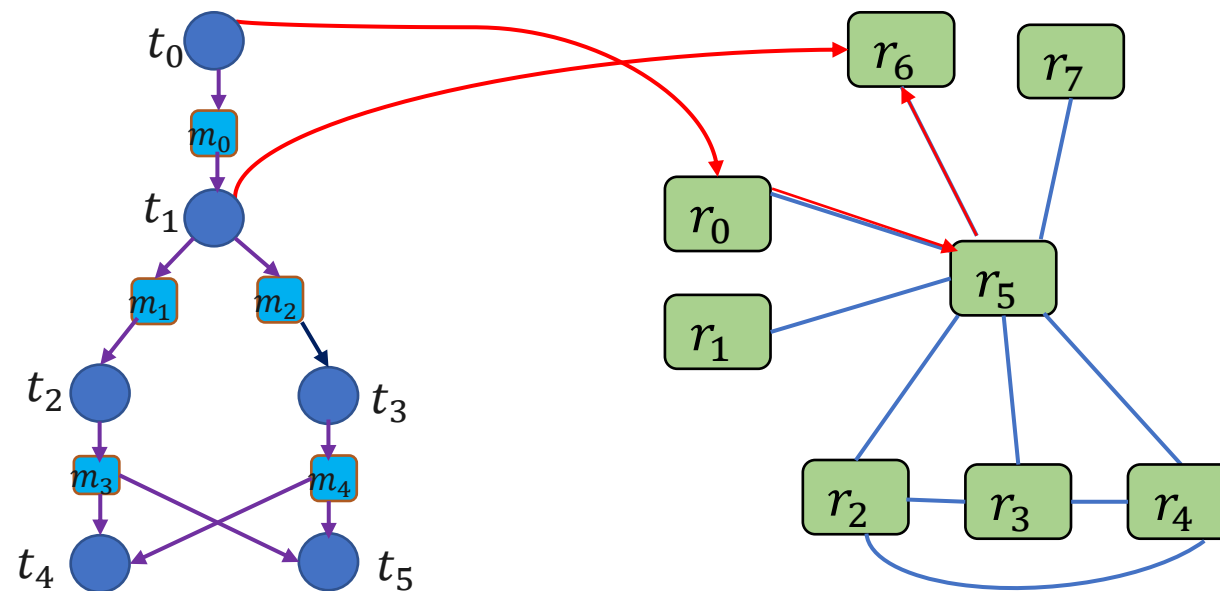 t₀
m₀
t₁
m₁
m₂
t₂
t₃
m₃
m₄
t₄
t₅
r₆
r₇
r₀
r₅
r₁
r₂
r₃
r₄